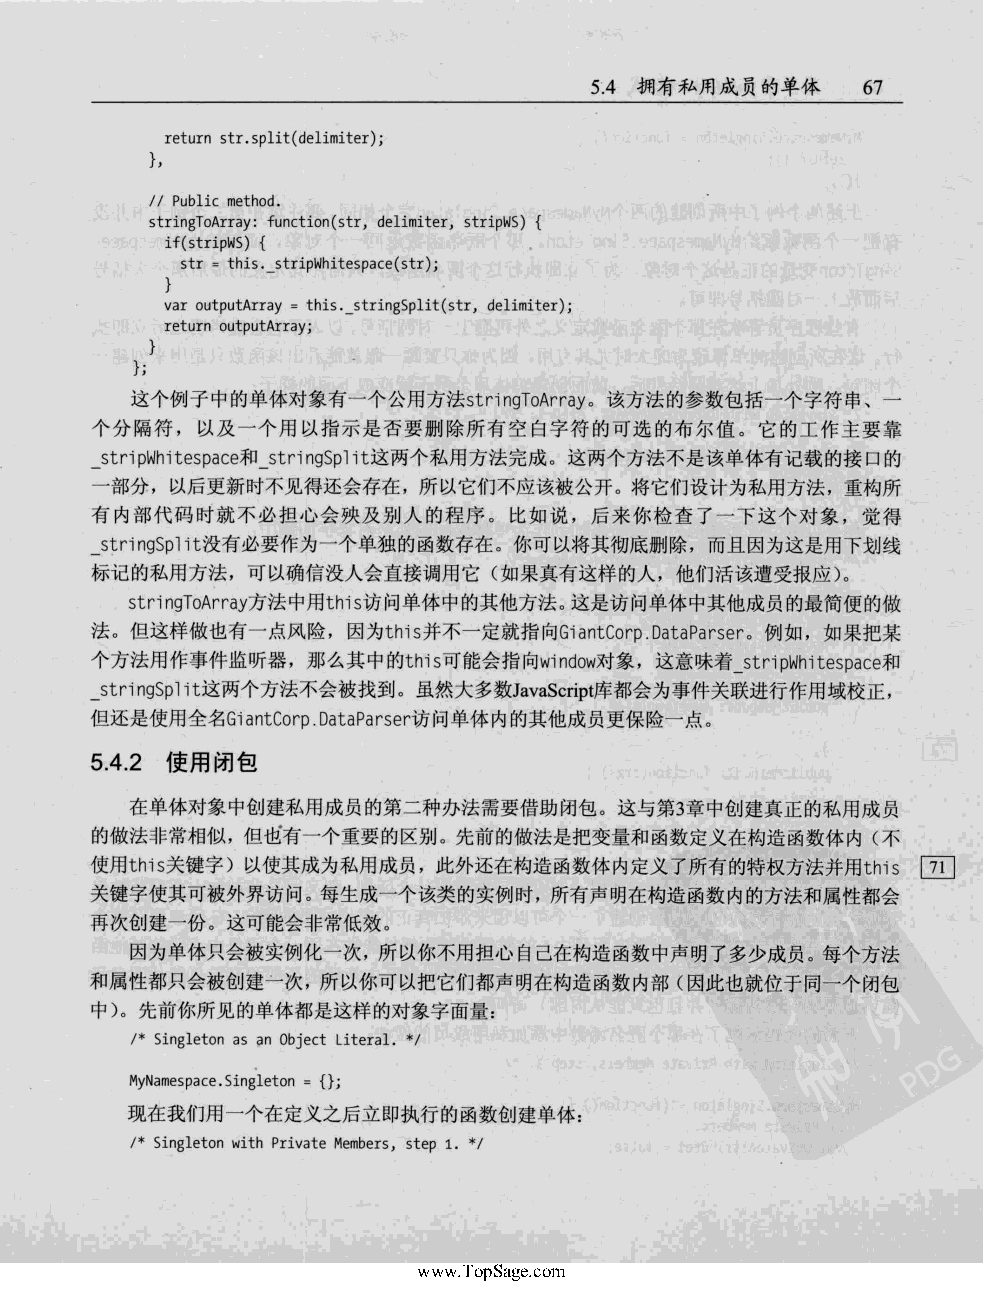 5.4 拥有私用成员的单体 67
return str.split(delimiter);
},
// Public method.
stringToArray: function(str, delimiter, stripWS) {
if(stripWS) {
str = this._stripWhitespace(str);
}
var outputArray = this._stringSplit(str, delimiter);
return outputArray;
}
};
这个例子中的单体对象有一个公用方法stringToArray。该方法的参数包括一个字符串、一
个分隔符，以及一个用以指示是否要删除所有空白字符的可选的布尔值。它的工作主要靠
_stripWhitespace和_stringSplit这两个私用方法完成。这两个方法不是该单体有记载的接口的
一部分，以后更新时不见得还会存在，所以它们不应该被公开。将它们设计为私用方法，重构所
有内部代码时就不必担心会殃及别人的程序。比如说，后来你检查了一下这个对象，觉得
_stringSplit没有必要作为一个单独的函数存在。你可以将其彻底删除，而且因为这是用下划线
标记的私用方法，可以确信没人会直接调用它（如果真有这样的人，他们活该遭受报应）。
stringToArray方法中用this访问单体中的其他方法。这是访问单体中其他成员的最简便的做
法。但这样做也有一点风险，因为this并不一定就指向GiantCorp.DataParser。例如，如果把某
个方法用作事件监听器，那么其中的this可能会指向window对象，这意味着_stripWhitespace和
_stringSplit这两个方法不会被找到。虽然大多数JavaScript库都会为事件关联进行作用域校正，
但还是使用全名GiantCorp.DataParser访问单体内的其他成员更保险一点。
5.4.2 使用闭包
在单体对象中创建私用成员的第二种办法需要借助闭包。这与第3章中创建真正的私用成员
的做法非常相似，但也有一个重要的区别。先前的做法是把变量和函数定义在构造函数体内（不
使用this关键字）以使其成为私用成员，此外还在构造函数体内定义了所有的特权方法并用this
71
关键字使其可被外界访问。每生成一个该类的实例时，所有声明在构造函数内的方法和属性都会
再次创建一份。这可能会非常低效。
因为单体只会被实例化一次，所以你不用担心自己在构造函数中声明了多少成员。每个方法
和属性都只会被创建一次，所以你可以把它们都声明在构造函数内部（因此也就位于同一个闭包
中）。先前你所见的单体都是这样的对象字面量：
/* Singleton as an Object Literal. */
MyNamespace.Singleton = {};
现在我们用一个在定义之后立即执行的函数创建单体：
/* Singleton with Private Members, step 1. */
PDG
www.TopSage.com